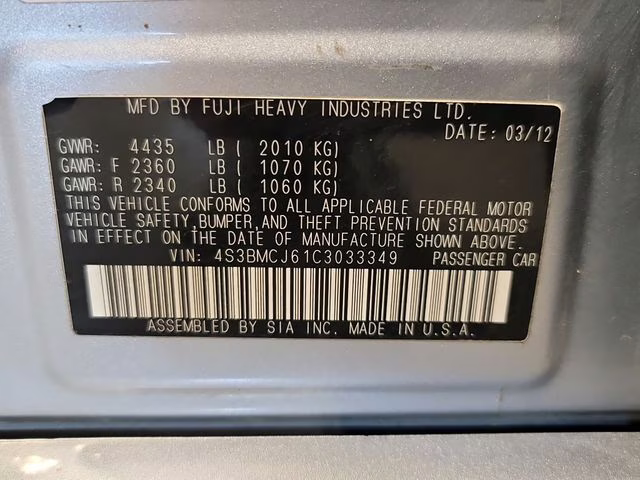 MFD BY FUJI HEAVY INDUSTRIES LTD.
DATE: 03/12
GVWR: 4435 LB ( 2010 KG)
GAWR: F 2360 LB ( 1070 KG)
GAWR: R 2340 LB ( 1060 KG)
THIS VEHICLE CONFORMS TO ALL APPLICABLE FEDERAL MOTOR
VEHICLE SAFETY,BUMPER,AND THEFT PREVENTION STANDARDS
IN EFFECT ON THE DATE OF MANUFACTURE SHOWN ABOVE.
VIN: 4S3BMCJ61C3033349 PASSENGER CAR
ASSEMBLED BY SIA INC. MADE IN U.S.A.